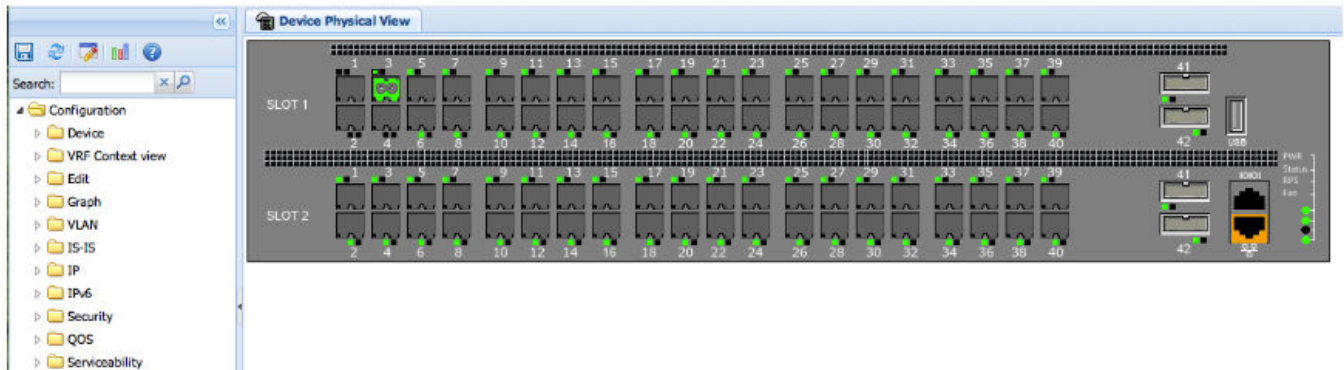 Device Physical View
Search:
Configuration
Device
VRF Context view
Edit
Graph
VLAN
IS-IS
IP
IPv6
Security
QOS
Serviceability
1 3 5 7 9 11 13 15 17 19 21 23 25 27 29 31 33 35 37 39 41
SLOT 1
2 4 6 8 10 12 14 16 18 20 22 24 26 28 30 32 34 36 38 40 42 USB
1 3 5 7 9 11 13 15 17 19 21 23 25 27 29 31 33 35 37 39 41 IOIOI
PWR
Status
RPS
Fan
SLOT 2
2 4 6 8 10 12 14 16 18 20 22 24 26 28 30 32 34 36 38 40 42